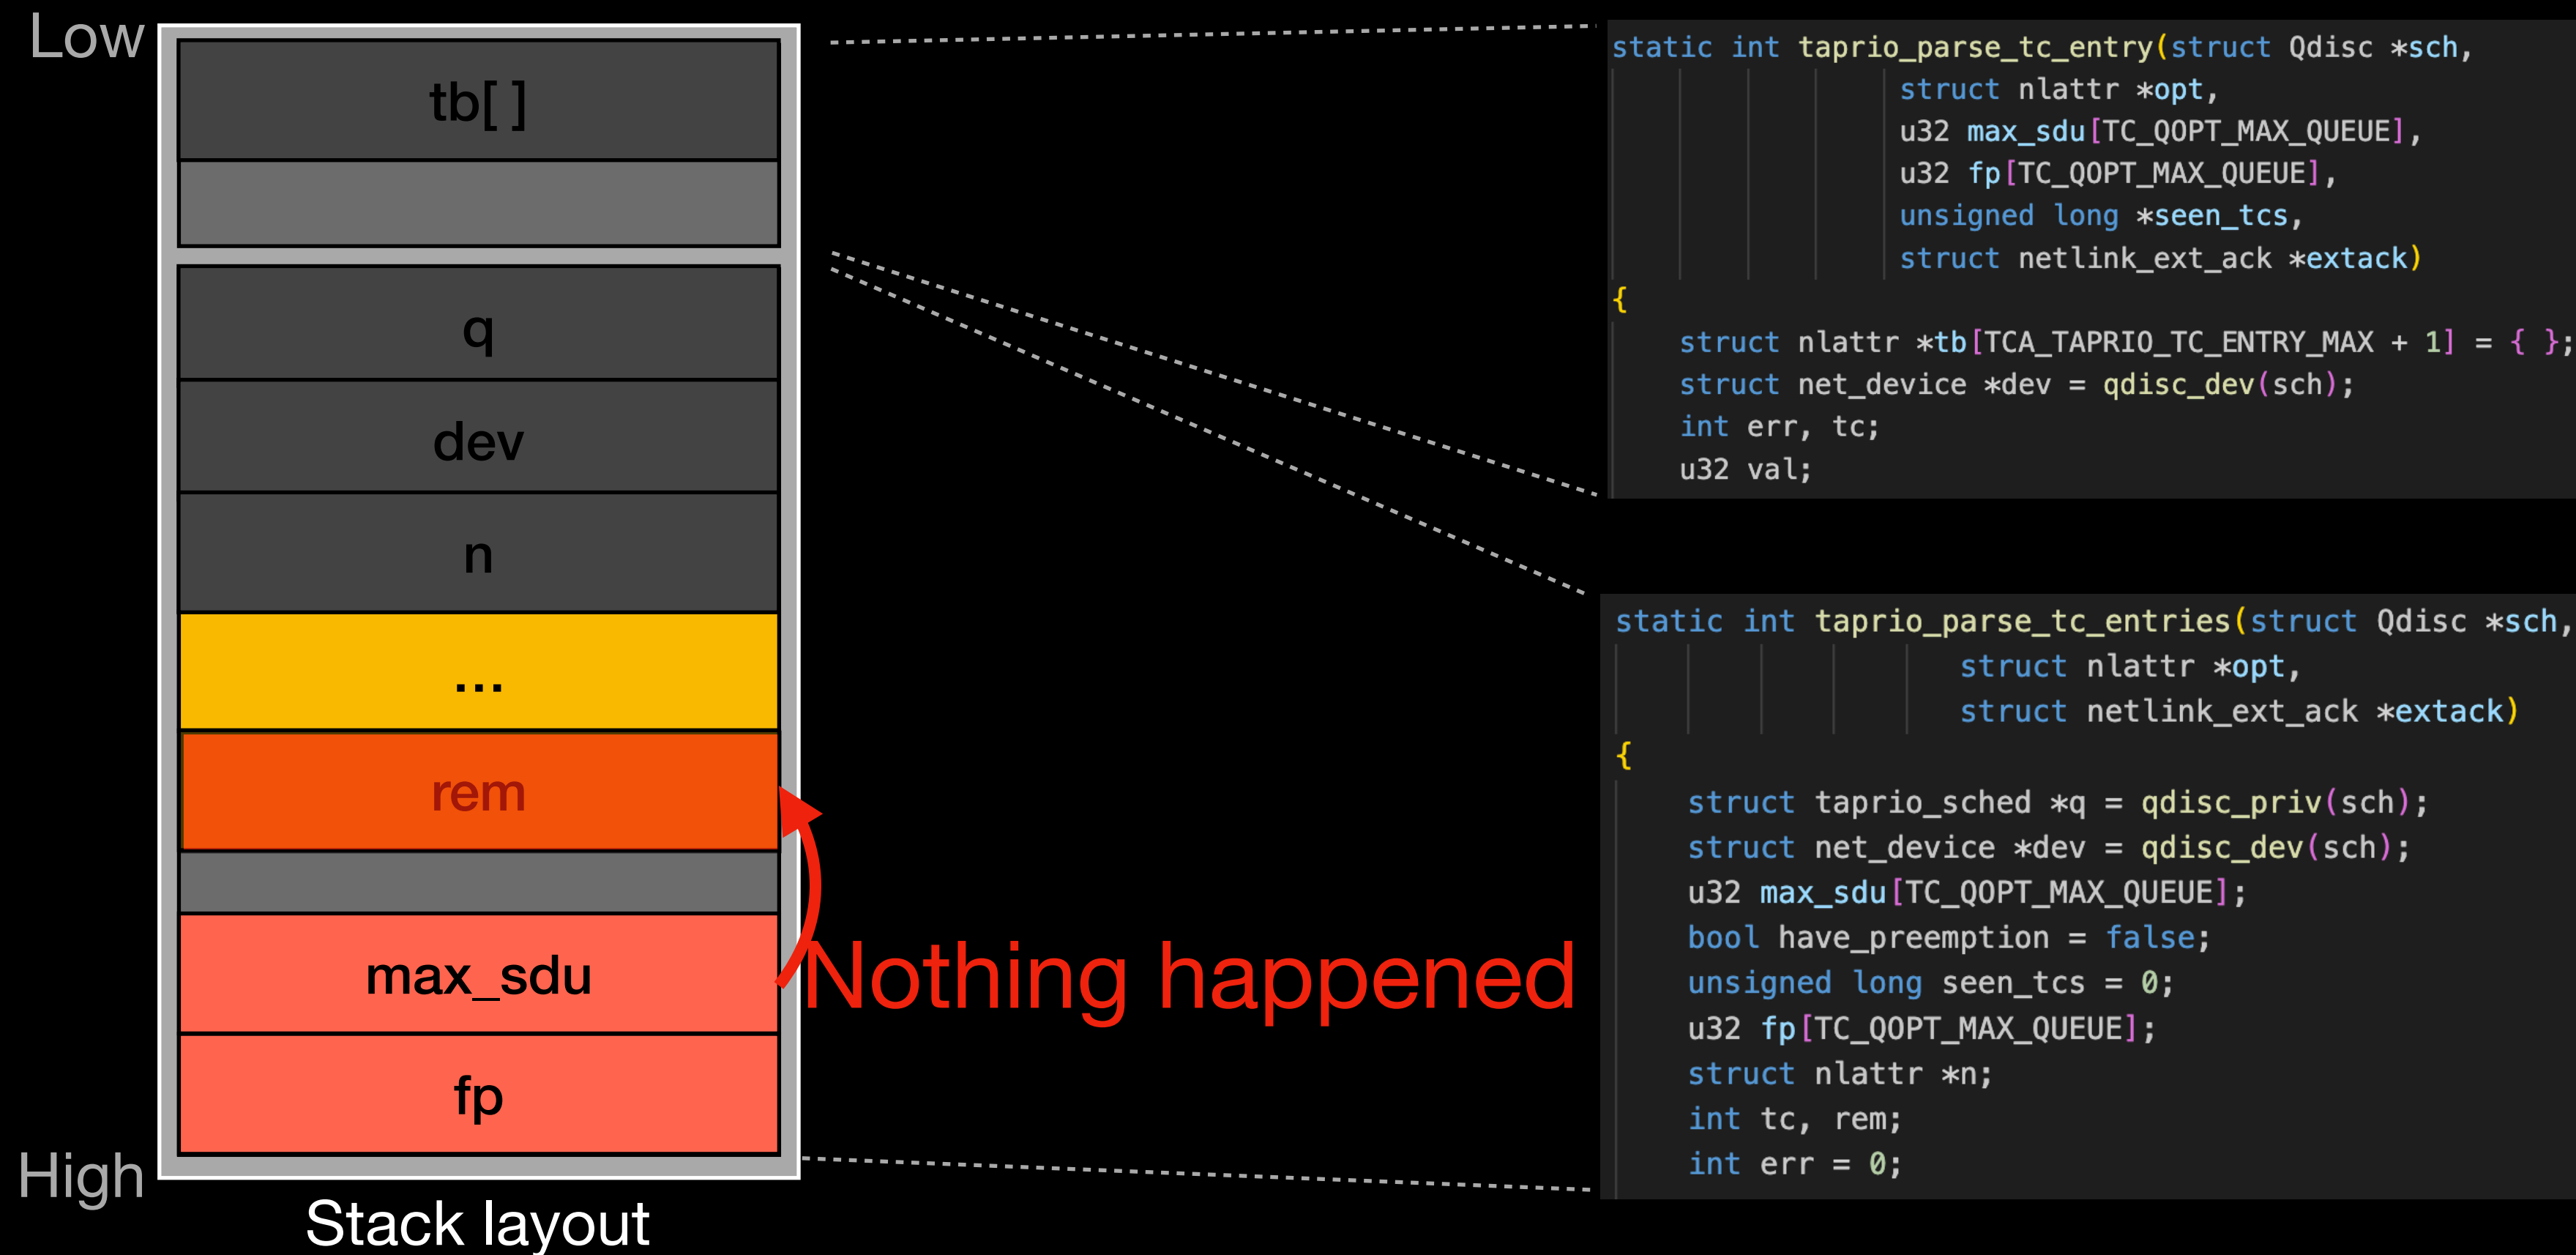 Low
tb[ ]
q
dev
n
...
rem
max_sdu
fp
High
Stack layout
Nothing happened
static int taprio_parse_tc_entry(struct Qdisc *sch,
struct nlattr *opt,
u32 max_sdu[TC_QOPT_MAX_QUEUE],
u32 fp[TC_QOPT_MAX_QUEUE],
unsigned long *seen_tcs,
struct netlink_ext_ack *extack)
{
struct nlattr *tb[TCA_TAPRIO_TC_ENTRY_MAX + 1] = { };
struct net_device *dev = qdisc_dev(sch);
int err, tc;
u32 val;
static int taprio_parse_tc_entries(struct Qdisc *sch,
struct nlattr *opt,
struct netlink_ext_ack *extack)
{
struct taprio_sched *q = qdisc_priv(sch);
struct net_device *dev = qdisc_dev(sch);
u32 max_sdu[TC_QOPT_MAX_QUEUE];
bool have_preemption = false;
unsigned long seen_tcs = 0;
u32 fp[TC_QOPT_MAX_QUEUE];
struct nlattr *n;
int tc, rem;
int err = 0;